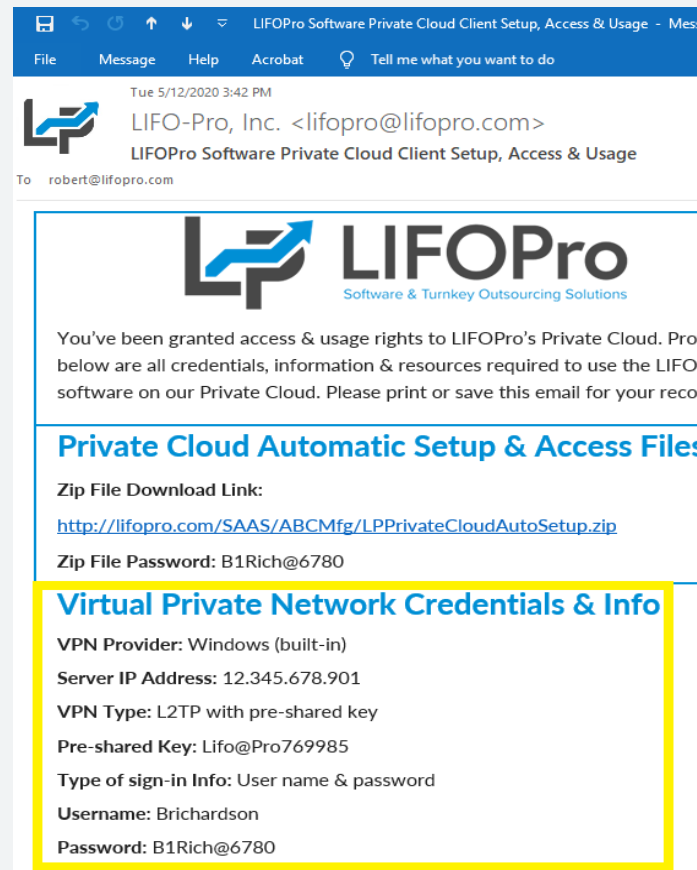 LIFOPro Software Private Cloud Client Setup, Access & Usage - Mes
File Message Help Acrobat Tell me what you want to do
Tue 5/12/2020 3:42 PM
LP
LIFO-Pro, Inc. <lifopro@lifopro.com>
LIFOPro Software Private Cloud Client Setup, Access & Usage
To robert@lifopro.com
LP LIFOPro
Software & Turnkey Outsourcing Solutions
You've been granted access & usage rights to LIFOPro's Private Cloud. Pro
below are all credentials, information & resources required to use the LIFO
software on our Private Cloud. Please print or save this email for your reco
Private Cloud Automatic Setup & Access Files
Zip File Download Link:
http://lifopro.com/SAAS/ABCMfg/LPPrivateCloudAutoSetup.zip
Zip File Password: B1Rich@6780
Virtual Private Network Credentials & Info
VPN Provider: Windows (built-in)
Server IP Address: 12.345.678.901
VPN Type: L2TP with pre-shared key
Pre-shared Key: Lifo@Pro769985
Type of sign-in Info: User name & password
Username: Brichardson
Password: B1Rich@6780